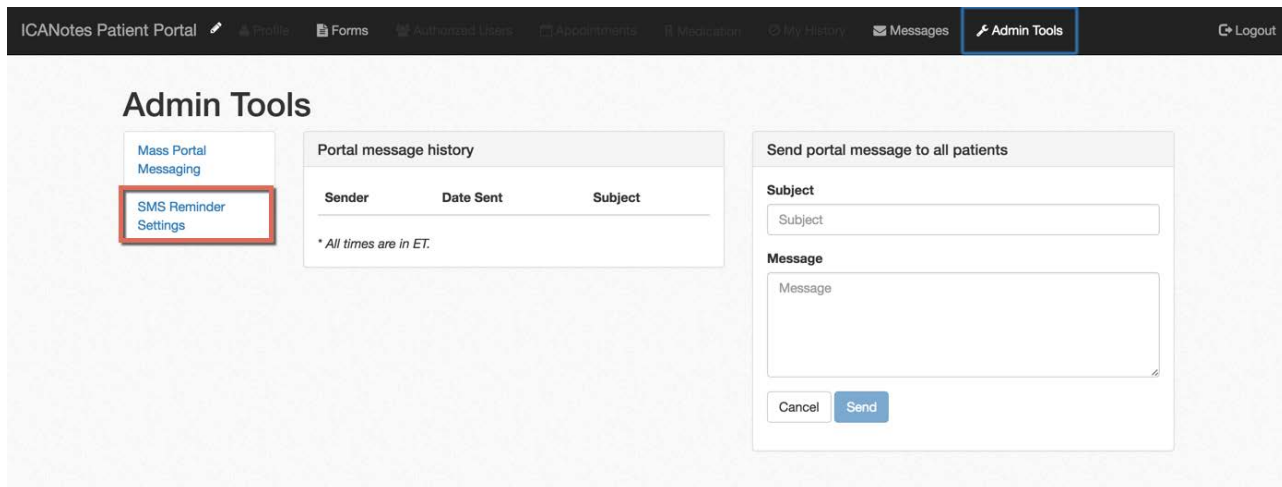 ICANotes Patient Portal Profile Forms Authorized Users Appointments Medication My History Messages Admin Tools Logout
Admin Tools
Mass Portal
Messaging
SMS Reminder
Settings
Portal message history
Sender Date Sent Subject
* All times are in ET.
Send portal message to all patients
Subject
Subject
Message
Message
Cancel Send